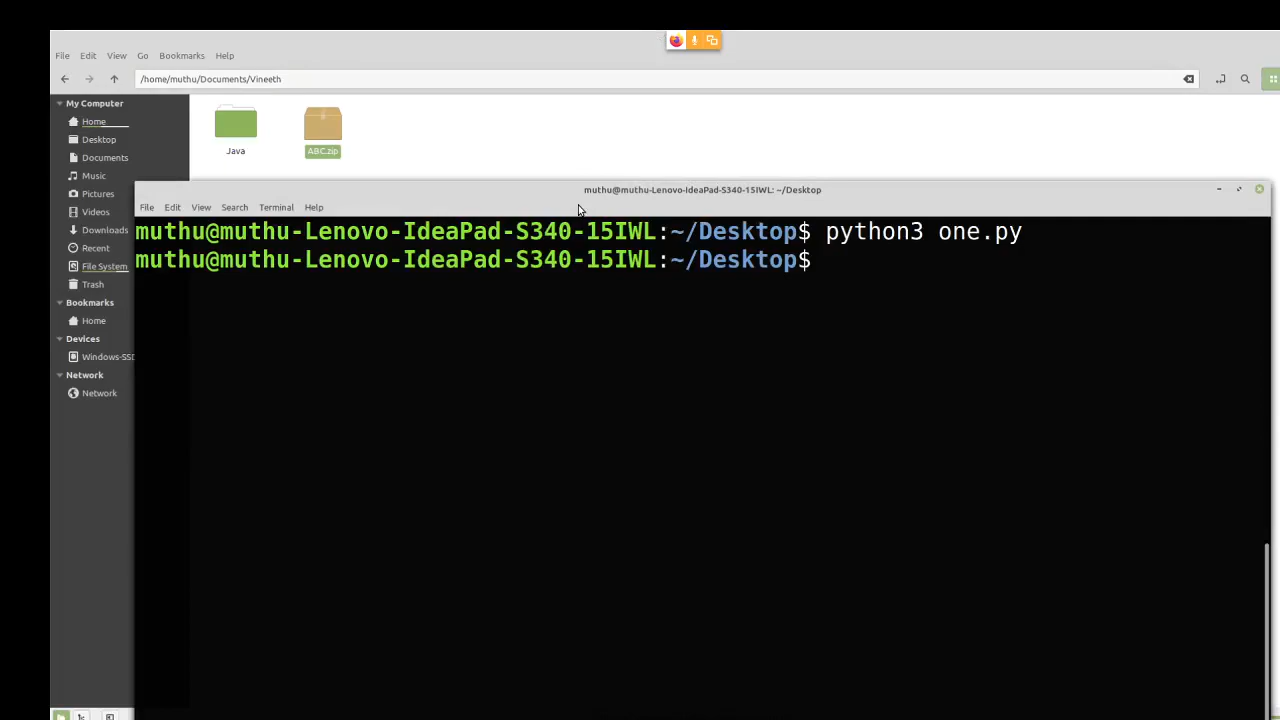 File Edit View Go Bookmarks Help
/home/muthu/Documents/Vineeth
My Computer
Home
Desktop
Documents
Music
Pictures
Videos
Downloads
Recent
File System
Trash
Bookmarks
Home
Devices
Windows-SSD
Network
Network
Java
ABC.zip
muthu@muthu-Lenovo-IdeaPad-S340-15IWL: ~/Desktop
File Edit View Search Terminal Help
muthu@muthu-Lenovo-IdeaPad-S340-15IWL:~/Desktop$ python3 one.py
muthu@muthu-Lenovo-IdeaPad-S340-15IWL:~/Desktop$